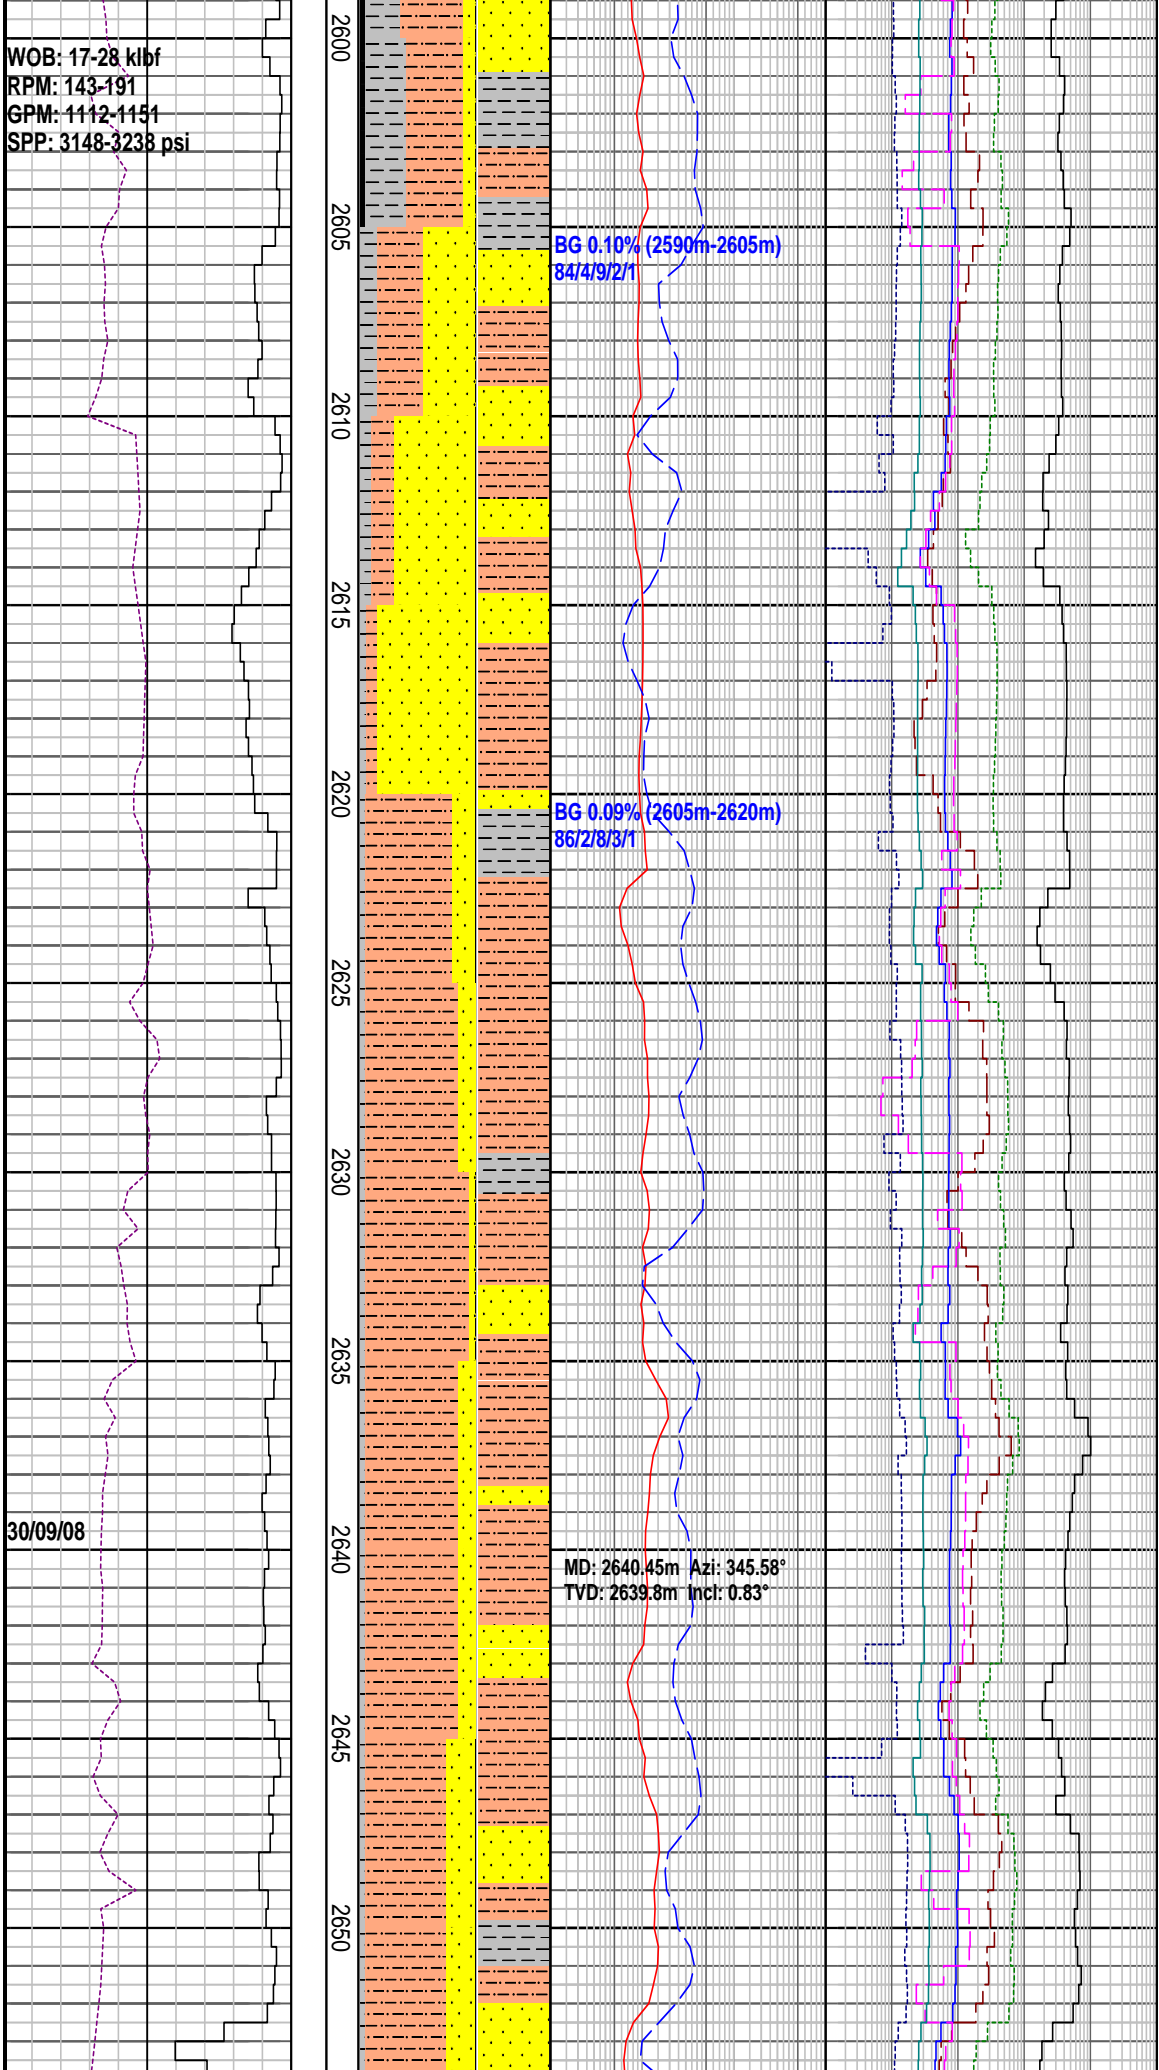 2600
WOB: 17-28 klbf
RPM: 143-191
GPM: 1112-1151
SPP: 3148-3238 psi
2605
BG 0.10% (2590m-2605m)
84/4/9/2/1
2610
2615
2620
BG 0.09% (2605m-2620m)
86/2/8/3/1
2625
2630
2635
30/09/08
2640
MD: 2640.45m Azi: 345.58°
TVD: 2639.8m Incl: 0.83°
2645
2650